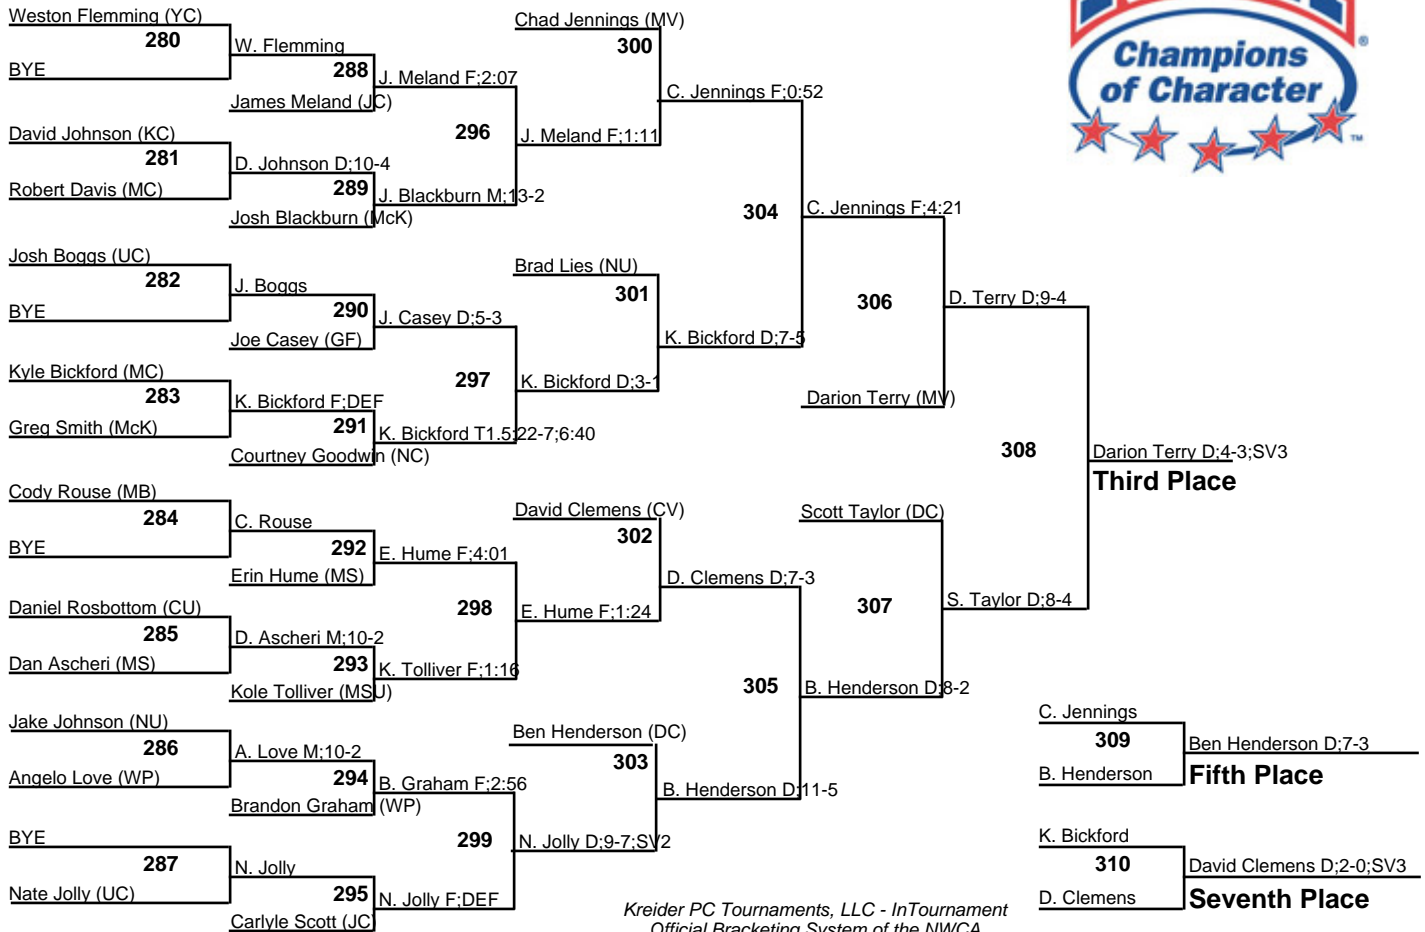 Weston Flemming (YC)
280
BYE
W. Flemming
288
James Meland (JC)
J. Meland F;2:07
David Johnson (KC)
281
Robert Davis (MC)
D. Johnson D;10-4
289
Josh Blackburn (McK)
J. Blackburn M;13-2
296
J. Meland F;1:11
Chad Jennings (MV)
300
C. Jennings F;0:52
Josh Boggs (UC)
282
BYE
J. Boggs
290
Joe Casey (GF)
J. Casey D;5-3
Kyle Bickford (MC)
283
Greg Smith (McK)
K. Bickford F;DEF
291
Courtney Goodwin (NC)
K. Bickford T1.5;22-7;6:40
297
K. Bickford D;3-1
Brad Lies (NU)
301
K. Bickford D;7-5
304
C. Jennings F;4:21
306
Darion Terry (MV)
D. Terry D;9-4
Cody Rouse (MB)
284
BYE
C. Rouse
292
Erin Hume (MS)
E. Hume F;4:01
Daniel Rosbottom (CU)
285
Dan Ascheri (MS)
D. Ascheri M;10-2
293
Kole Tolliver (MSU)
K. Tolliver F;1:16
298
E. Hume F;1:24
David Clemens (CV)
302
D. Clemens D;7-3
Jake Johnson (NU)
286
Angelo Love (WP)
A. Love M;10-2
294
Brandon Graham (WP)
B. Graham F;2:56
BYE
287
Nate Jolly (UC)
N. Jolly
295
Carlyle Scott (JC)
N. Jolly F;DEF
299
N. Jolly D;9-7;SV2
Ben Henderson (DC)
303
B. Henderson D;11-5
305
B. Henderson D;8-2
Scott Taylor (DC)
307
S. Taylor D;8-4
308
Darion Terry D;4-3;SV3
Third Place
C. Jennings
309
B. Henderson
Ben Henderson D;7-3
Fifth Place
K. Bickford
310
D. Clemens
David Clemens D;2-0;SV3
Seventh Place
Champions
of Character
®
™
Kreider PC Tournaments, LLC - InTournament
Official Bracketing System of the NWCA